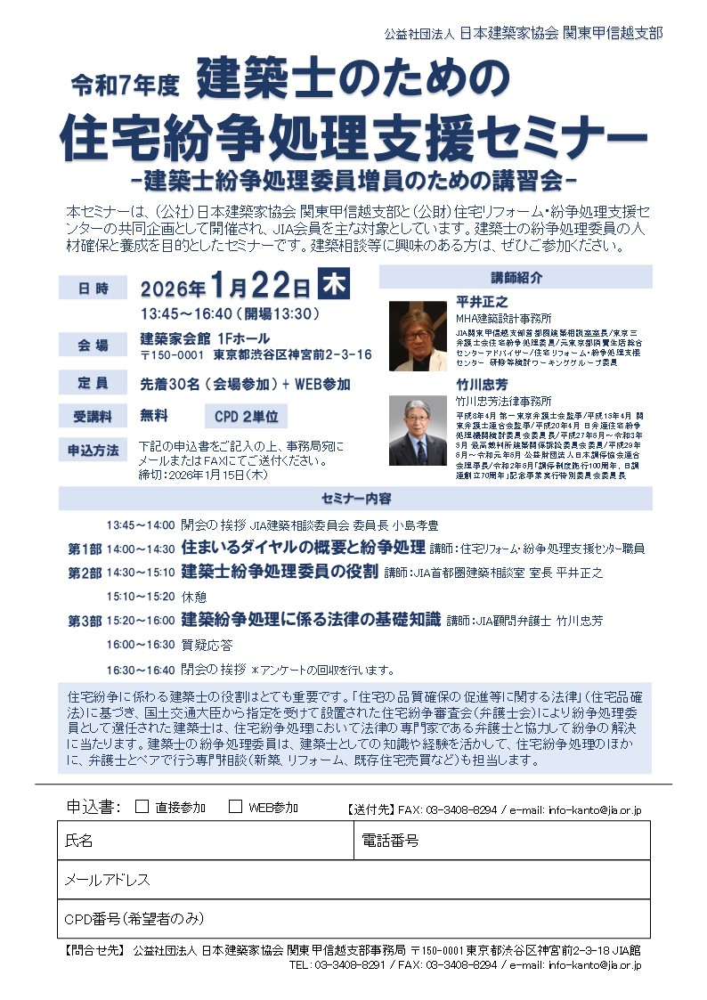 公益社団法人 日本建築家協会 関東甲信越支部
令和7年度 建築士のための
住宅紛争処理支援セミナー
-建築士紛争処理委員増員のための講習会-
本セミナーは、(公社)日本建築家協会 関東甲信越支部と(公財)住宅リフォーム・紛争処理支援セ
ンターの共同企画として開催され、JIA会員を主な対象としています。建築士の紛争処理委員の人
材確保と養成を目的としたセミナーです。建築相談等に興味のある方は、ぜひご参加ください。
日時 2026年1月22日 木
13:45～16:40(開場13:30)
会場 建築家会館 1Fホール
〒150-0001 東京都渋谷区神宮前2-3-16
定員 先着30名(会場参加)+ WEB参加
受講料 無料 CPD 2単位
申込方法 下記の申込書をご記入の上、事務局宛に
メールまたはFAXにてご送付ください。
締切:2026年1月15日(木)
講師紹介
平井正之
MHA建築設計事務所
JIA関東甲信越支部首都圏建築相談室室長/東京三
弁護士会住宅紛争処理委員/元東京都消費生活総合
センターアドバイザー/住宅リフォーム・紛争処理支援
センター 研修等検討ワーキンググループ委員
竹川忠芳
竹川忠芳法律事務所
平成8年4月 第一東京弁護士会監事/平成15年4月 関
東弁護士連合会監事/平成20年4月 日弁連住宅紛争
処理機関検討委員会委員長/平成27年6月～令和3年
5月 最高裁判所建築関係訴訟委員会委員/平成29年
6月～令和元年6月 公益財団法人日本調停協会連合
会理事長/令和2年6月「調停制度施行100周年、日調
連創立70周年」記念事業実行特別委員会委員長
セミナー内容
13:45～14:00 開会の挨拶 JIA建築相談委員会 委員長 小島孝豊
第1部 14:00～14:30 住まいるダイヤルの概要と紛争処理 講師:住宅リフォーム・紛争処理支援センター職員
第2部 14:30～15:10 建築士紛争処理委員の役割 講師:JIA首都圏建築相談室 室長 平井正之
15:10～15:20 休憩
第3部 15:20～16:00 建築紛争処理に係る法律の基礎知識 講師:JIA顧問弁護士 竹川忠芳
16:00～16:30 質疑応答
16:30～16:40 閉会の挨拶 ＊アンケートの回収を行います。
住宅紛争に係わる建築士の役割はとても重要です。「住宅の品質確保の促進等に関する法律」(住宅品確
法)に基づき、国土交通大臣から指定を受けて設置された住宅紛争審査会(弁護士会)により紛争処理委
員として選任された建築士は、住宅紛争処理において法律の専門家である弁護士と協力して紛争の解決
に当たります。建築士の紛争処理委員は、建築士としての知識や経験を活かして、住宅紛争処理のほか
に、弁護士とペアで行う専門相談(新築、リフォーム、既存住宅売買など)も担当します。
申込書: □ 直接参加 □ WEB参加 【送付先】FAX: 03-3408-8294 / e-mail: info-kanto@jia.or.jp
氏名 電話番号
メールアドレス
CPD番号(希望者のみ)
【問合せ先】 公益社団法人 日本建築家協会 関東甲信越支部事務局 〒150-0001 東京都渋谷区神宮前2-3-18 JIA館
TEL: 03-3408-8291 / FAX: 03-3408-8294 / e-mail: info-kanto@jia.or.jp